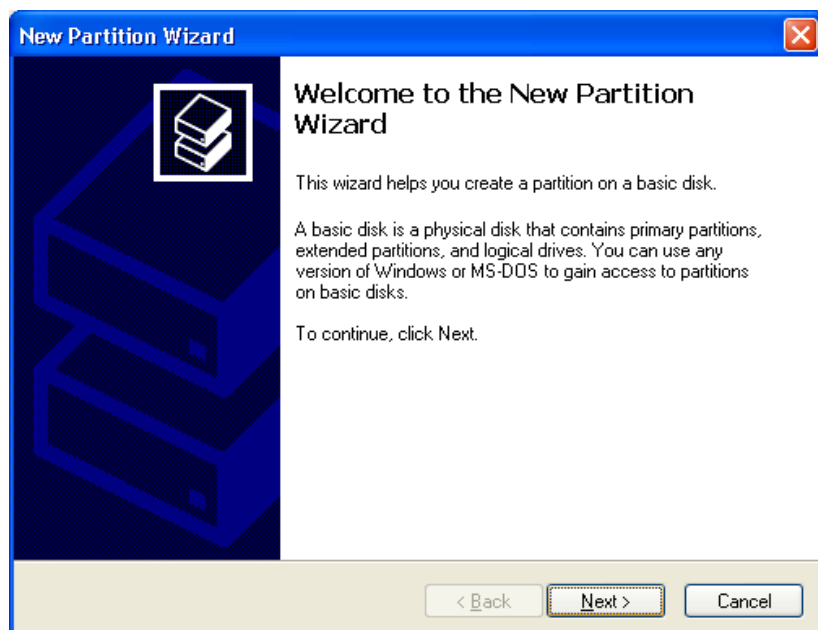 New Partition Wizard
Welcome to the New Partition
Wizard
This wizard helps you create a partition on a basic disk.
A basic disk is a physical disk that contains primary partitions,
extended partitions, and logical drives. You can use any
version of Windows or MS-DOS to gain access to partitions
on basic disks.
To continue, click Next.
< Back Next > Cancel